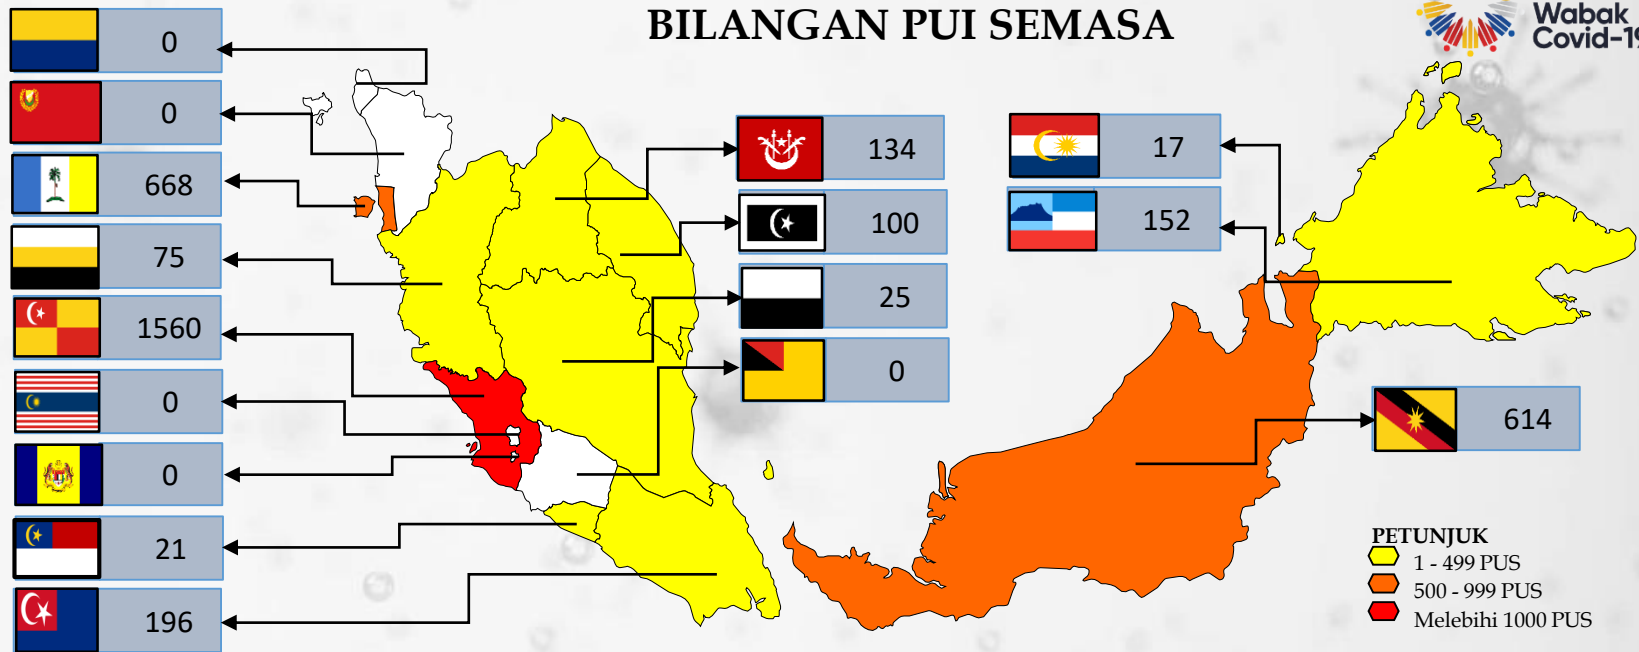 BILANGAN PUI SEMASA
Wabak
Covid-19
0
0
668
75
1560
0
0
21
196
134
100
25
0
17
152
614
PETUNJUK
1 - 499 PUS
500 - 999 PUS
Melebihi 1000 PUS